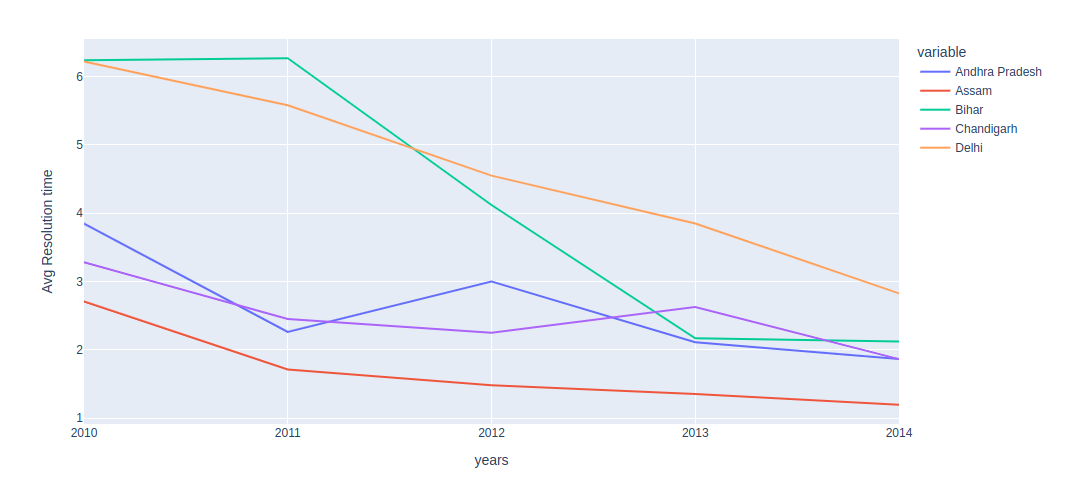 variable
Andhra Pradesh
Assam
Bihar
Chandigarh
Delhi
Avg Resolution time
6
5
4
3
2
1
2010 2011 2012 2013 2014
years